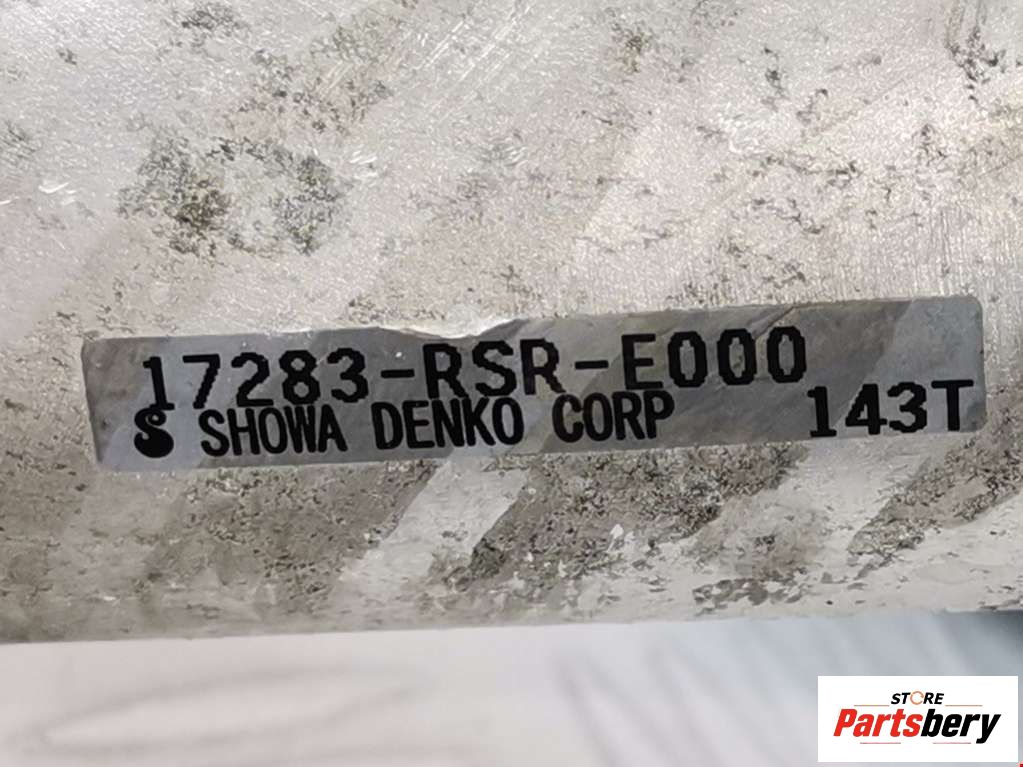 17283-RSR-E000
S SHOWA DENKO CORP 143T
STORE
Partsbery